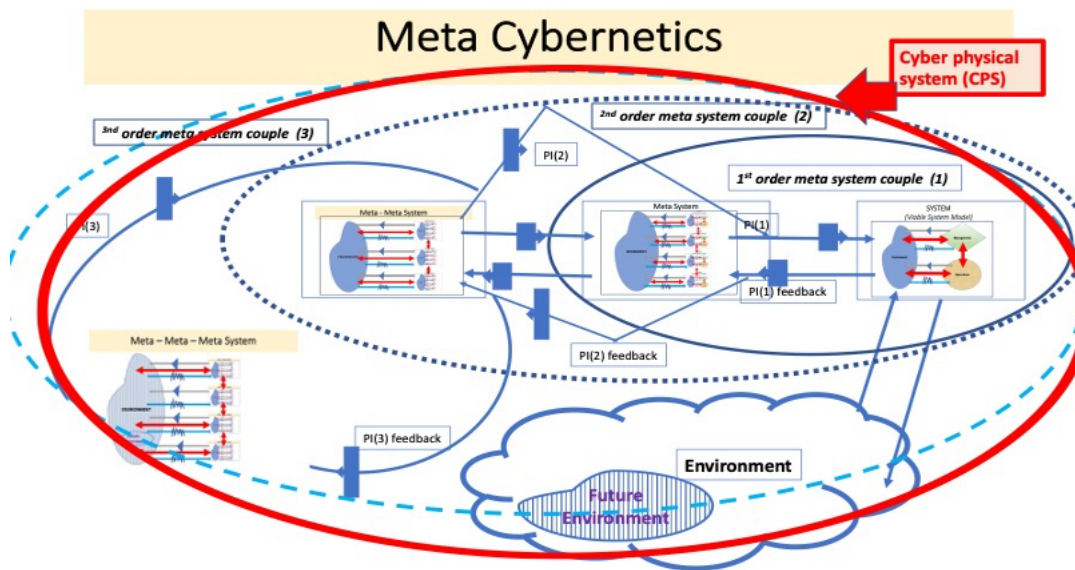 Meta Cybernetics
Cyber physical
system (CPS)
3nd order meta system couple (3)
2nd order meta system couple (2)
PI(2)
1st order meta system couple (1)
Meta - Meta System
Meta System
SYSTEM
(Viable System Model)
PI(3)
PI(1)
PI(1) feedback
PI(2) feedback
Meta – Meta – Meta System
ENVIRONMENT
PI(3) feedback
Environment
Future
Environment